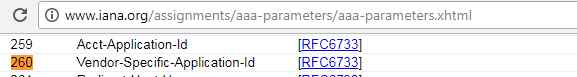 www.iana.org/assignments/aaa-parameters/aaa-parameters.xhtml
259 Acct-Application-Id [RFC6733]
260 Vendor-Specific-Application-Id [RFC6733]